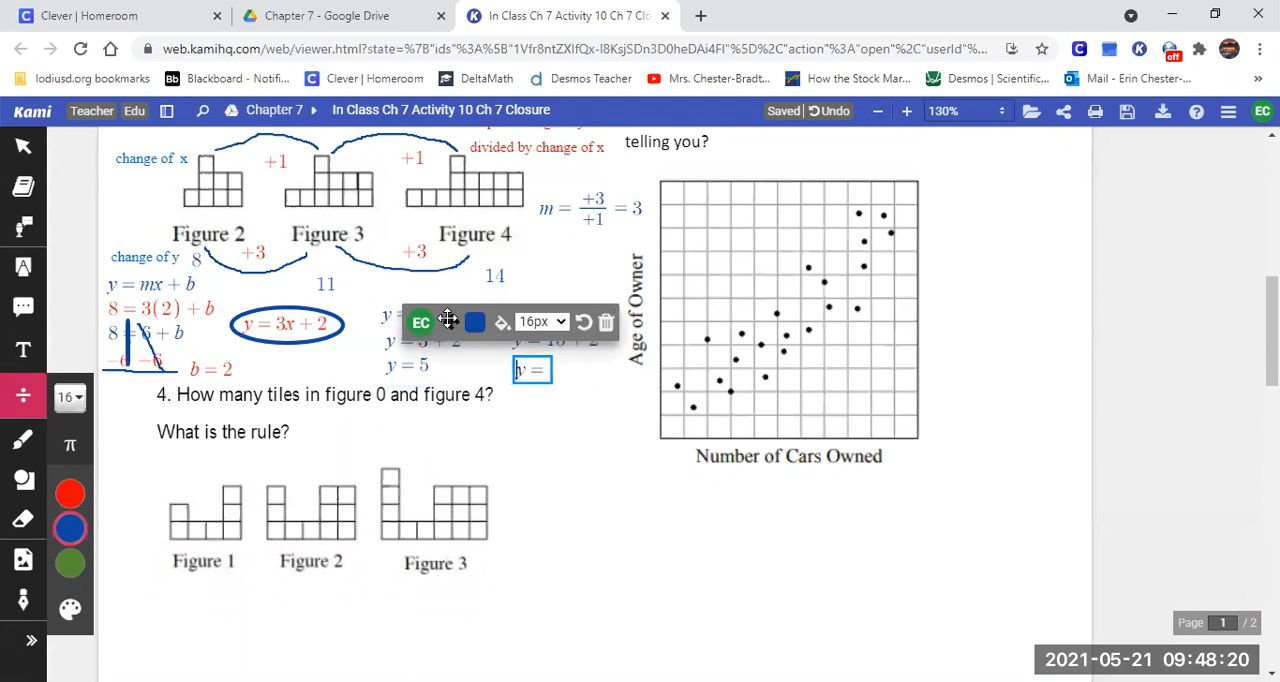 Clever | Homeroom
Chapter 7 - Google Drive
In Class Ch 7 Activity 10 Ch 7 Closure
web.kamihq.com/web/viewer.html?state=%7B"ids"%3A%5B"1Vfr8ntZXIfQx-I8KsjSDn3D0heDAi4FI"%5D%2C"action"%3A"open"%2C"userId"%...
off
lodiusd.org bookmarks
Blackboard - Notifi...
Clever | Homeroom
DeltaMath
Desmos Teacher
Mrs. Chester-Bradt...
How the Stock Mar...
Desmos | Scientific...
Mail - Erin Chester-...
Kami
Teacher
Edu
Chapter 7
In Class Ch 7 Activity 10 Ch 7 Closure
Saved
Undo
130%
EC
divided by change of x
telling you?
change of x
+1
+1
m = +3/+1 = 3
Figure 2
Figure 3
Figure 4
change of y
8
+3
+3
11
14
y = mx + b
8 = 3(2) + b
8 = 6 + b
-6 -6
b = 2
y = 3x + 2
y = 5
EC
16px
y =
4. How many tiles in figure 0 and figure 4?
What is the rule?
Figure 1
Figure 2
Figure 3
Age of Owner
Number of Cars Owned
16
π
Page 1 / 2
2021-05-21 09:48:20